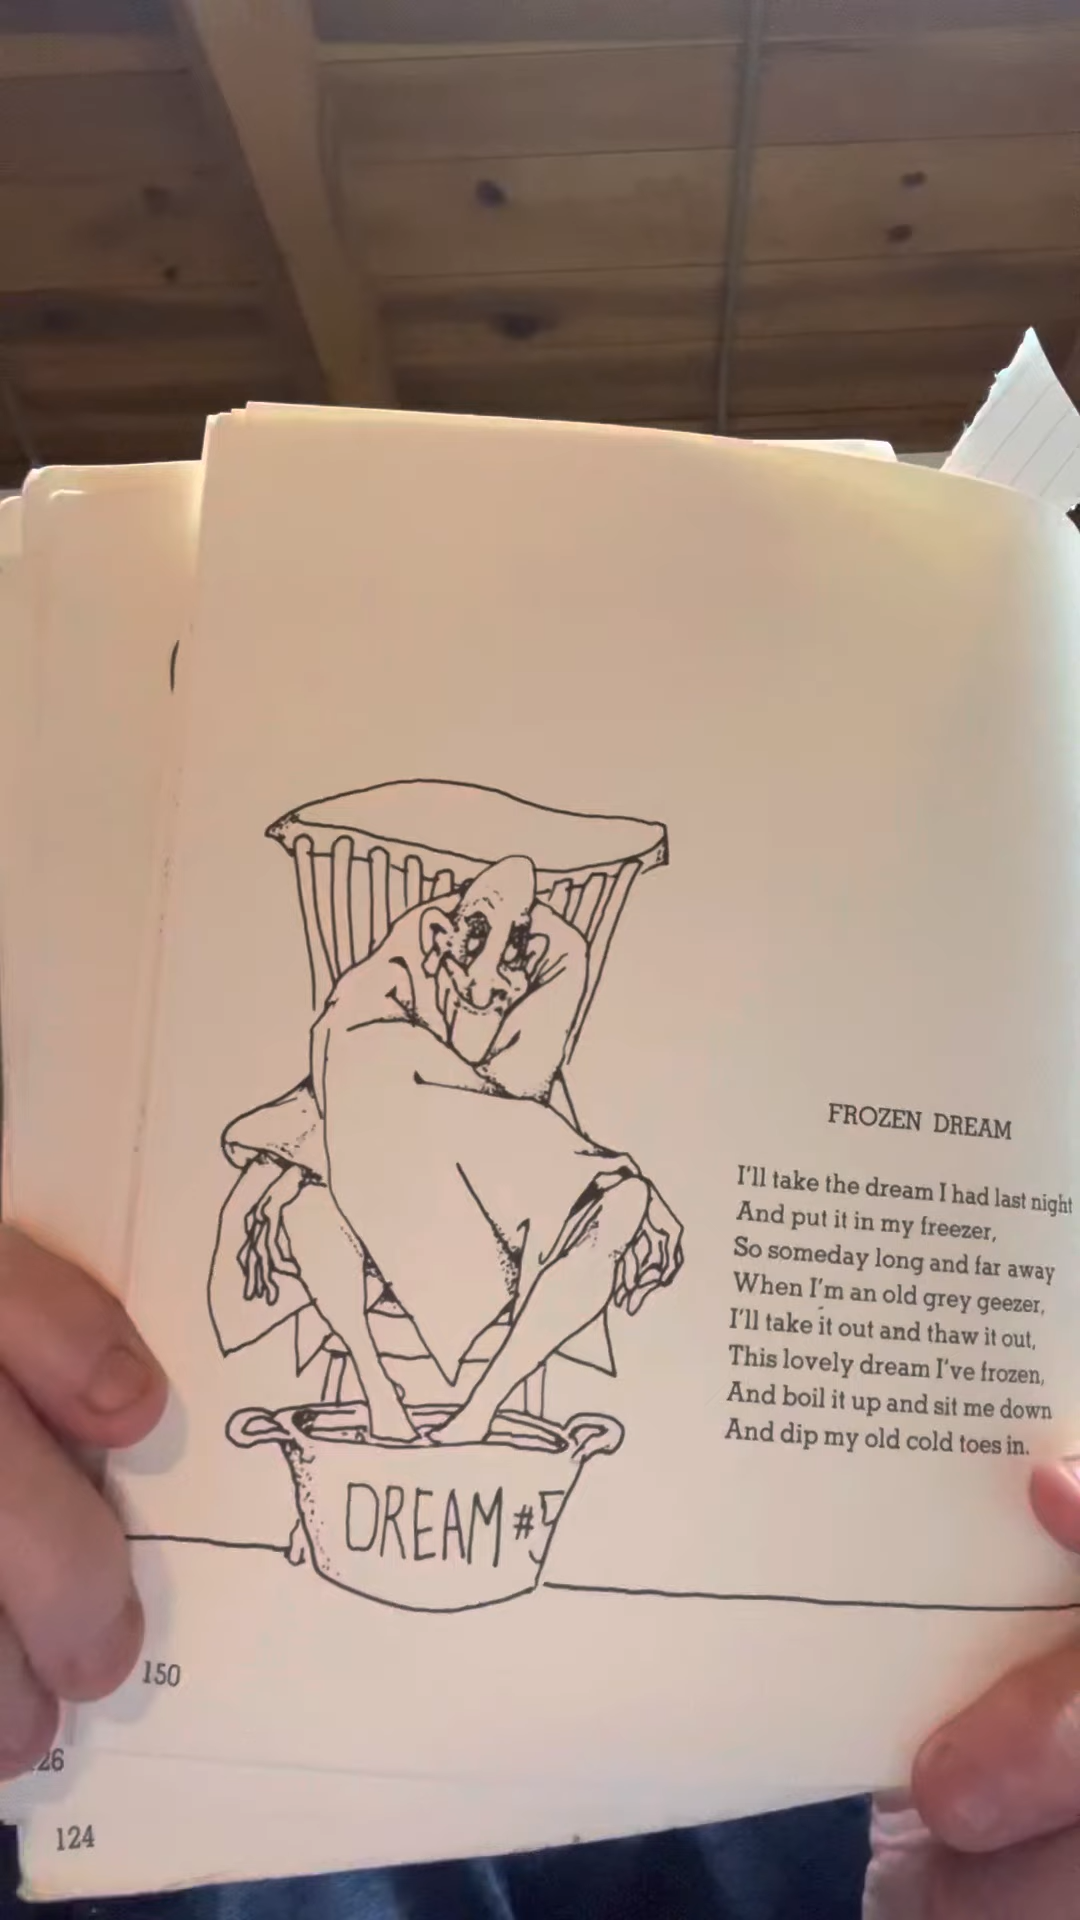 FROZEN DREAM
I'll take the dream I had last night
And put it in my freezer,
So someday long and far away
When I'm an old grey geezer,
I'll take it out and thaw it out,
This lovely dream I've frozen,
And boil it up and sit me down
And dip my old cold toes in.
DREAM #5
150
26
124